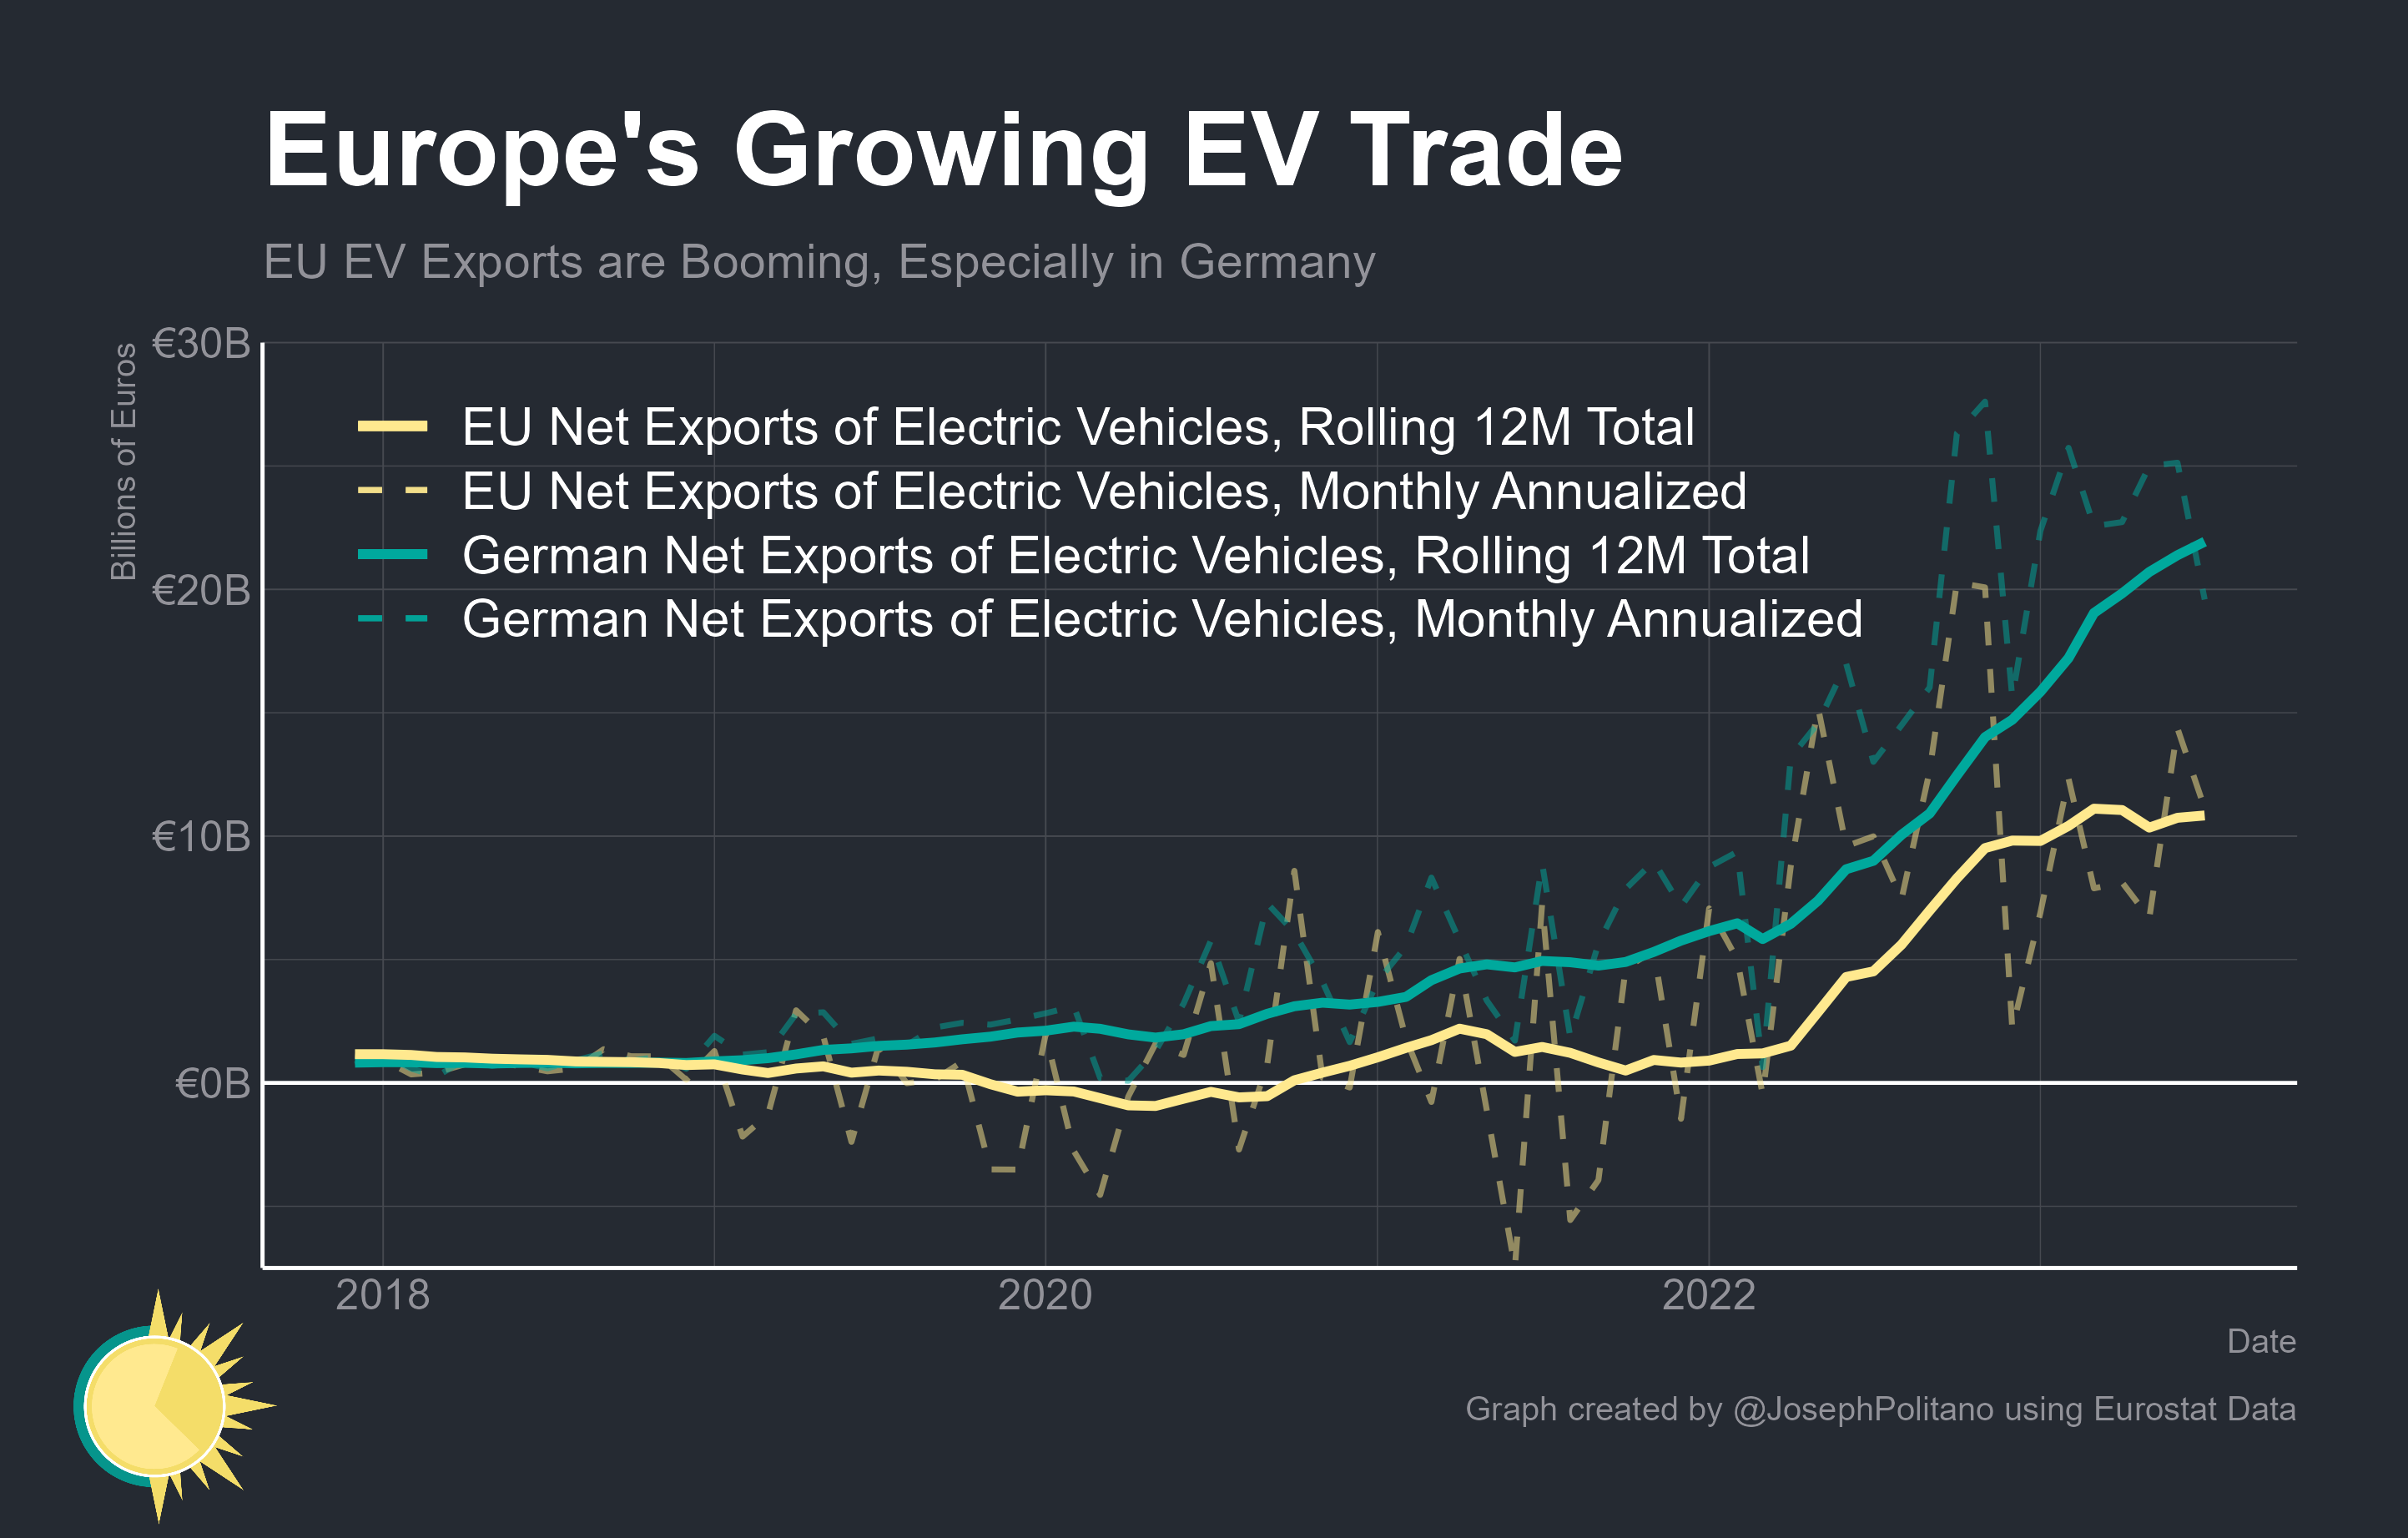 Europe's Growing EV Trade
EU EV Exports are Booming, Especially in Germany
Billions of Euros
€30B
€20B
€10B
€0B
EU Net Exports of Electric Vehicles, Rolling 12M Total
EU Net Exports of Electric Vehicles, Monthly Annualized
German Net Exports of Electric Vehicles, Rolling 12M Total
German Net Exports of Electric Vehicles, Monthly Annualized
2018
2020
2022
Date
Graph created by @JosephPolitano using Eurostat Data